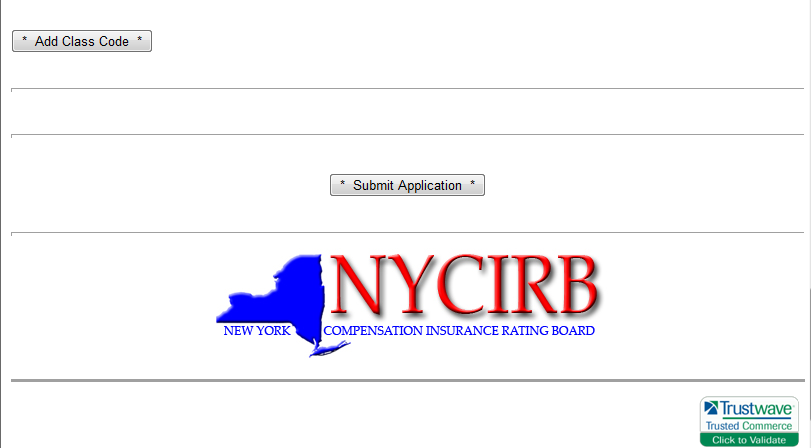 * Add Class Code *
* Submit Application *
NYCIRB
NEW YORK COMPENSATION INSURANCE RATING BOARD
Trustwave®
Trusted Commerce
Click to Validate